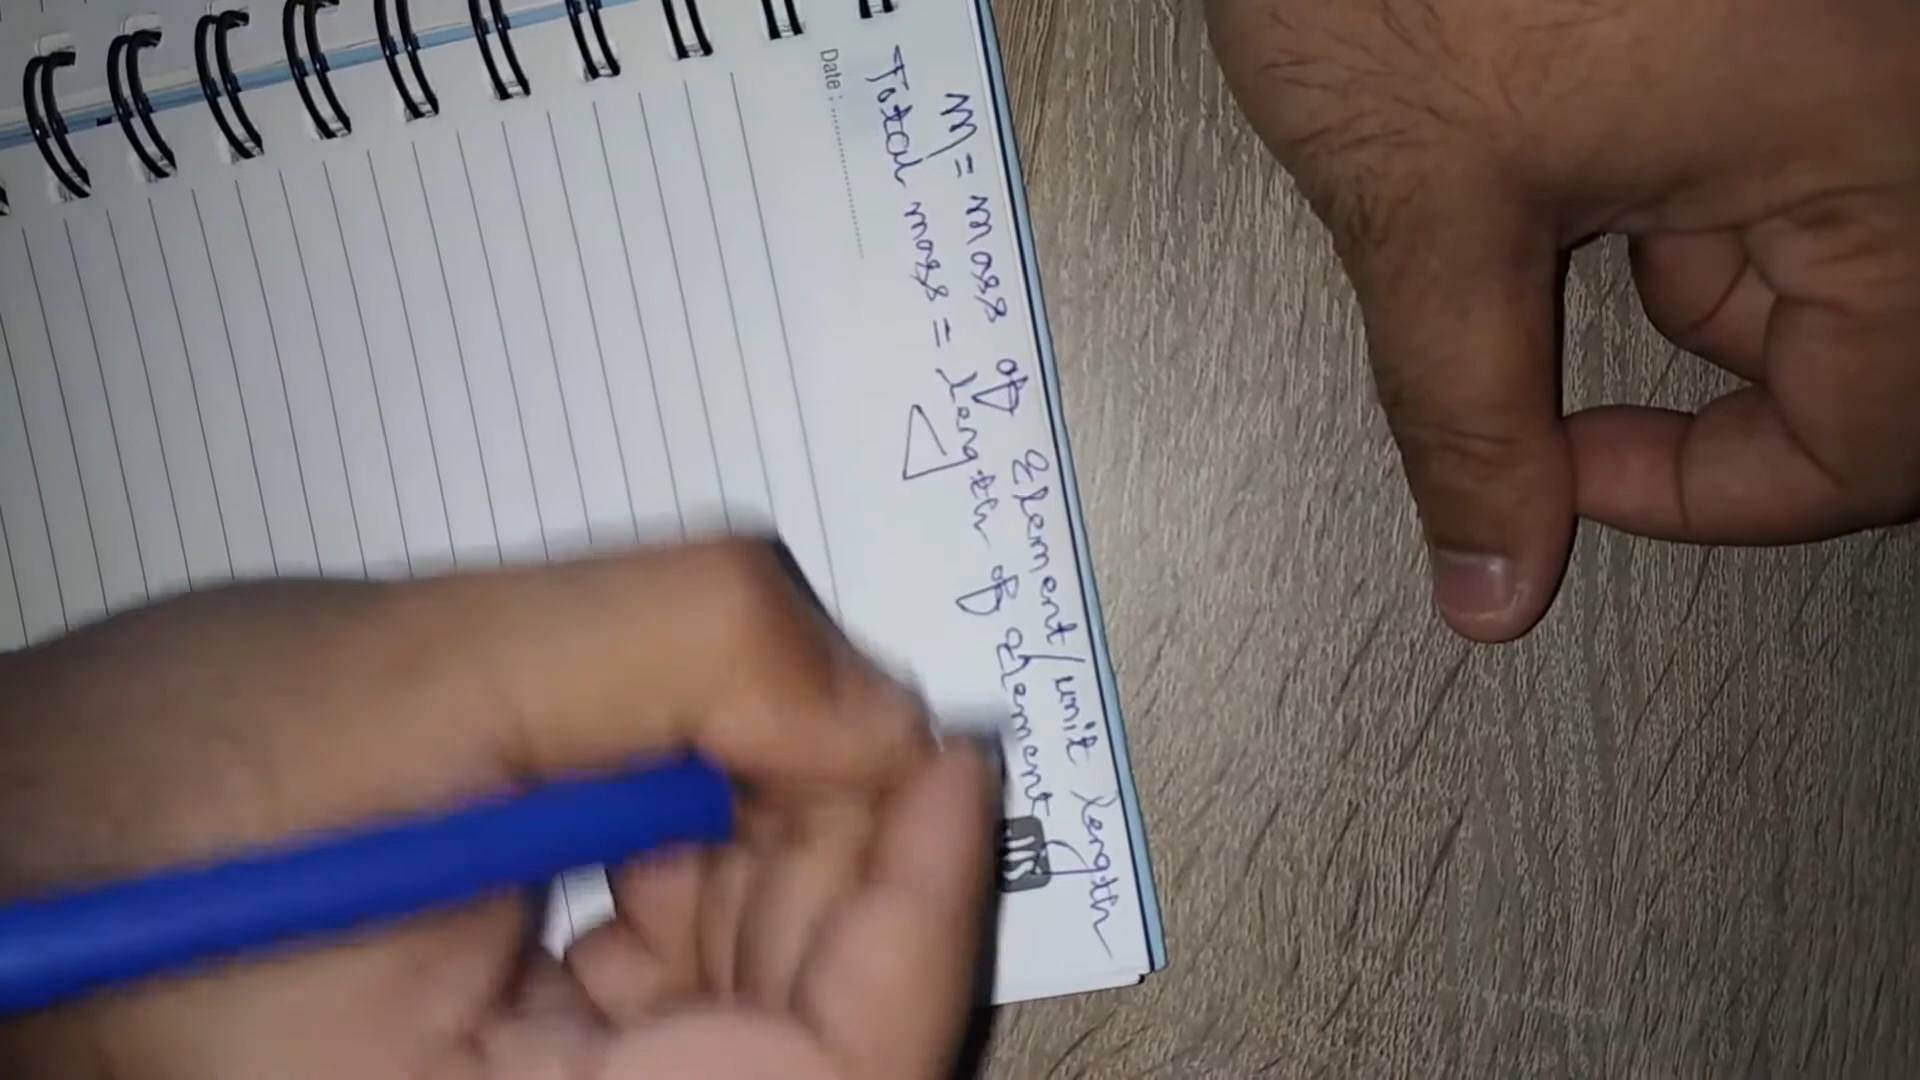 m = mass of Element/unit length
Total mass = length of Element
Date :